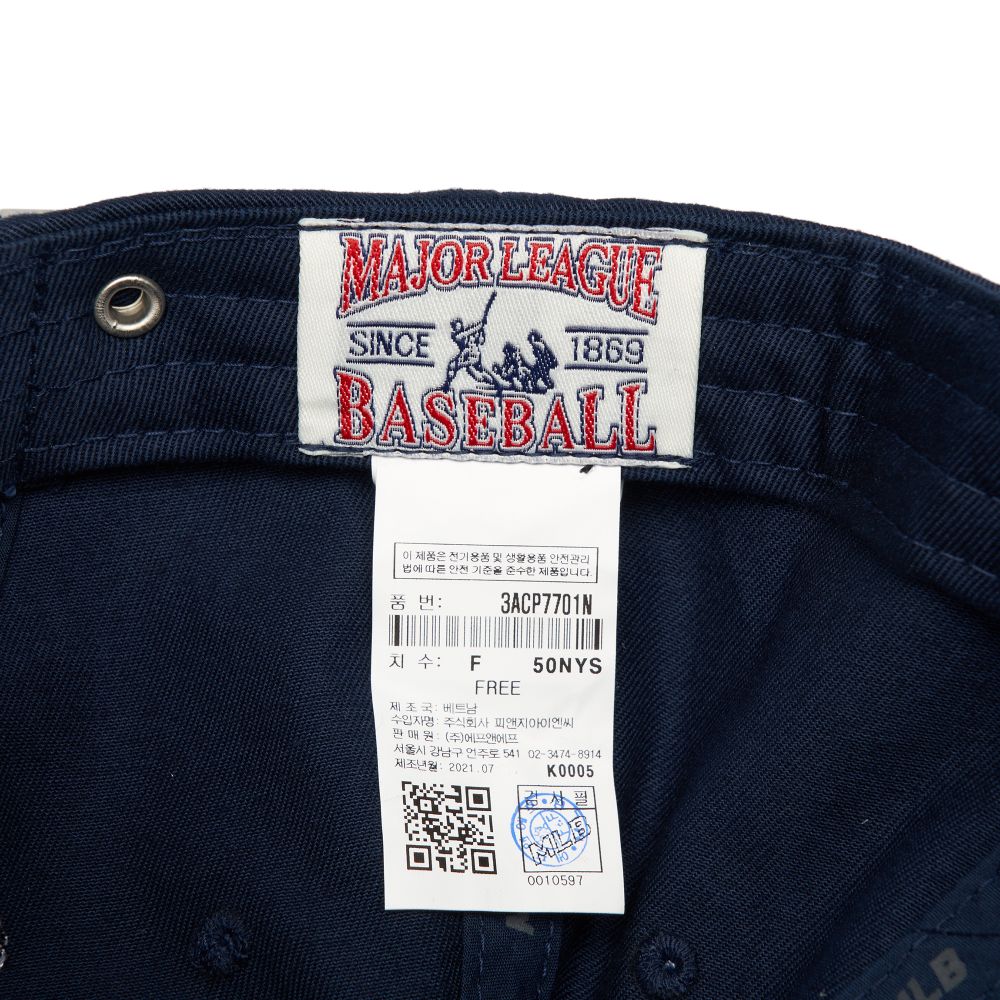 MAJOR LEAGUE
SINCE 1869
BASEBALL
이 제품은 전기용품 및 생활용품 안전관리
법에 따른 안전 기준을 준수한 제품입니다.
품 번: 3ACP7701N
치 수: F 50NYS
FREE
제 조 국: 베트남
수입자명: 주식회사 피앤지아이엔씨
판 매 원: (주)에프앤에프
서울시 강남구 언주로 541 02-3474-8914
제조년월: 2021.07 K0005
검 사 필
MLB
0010597
MLB